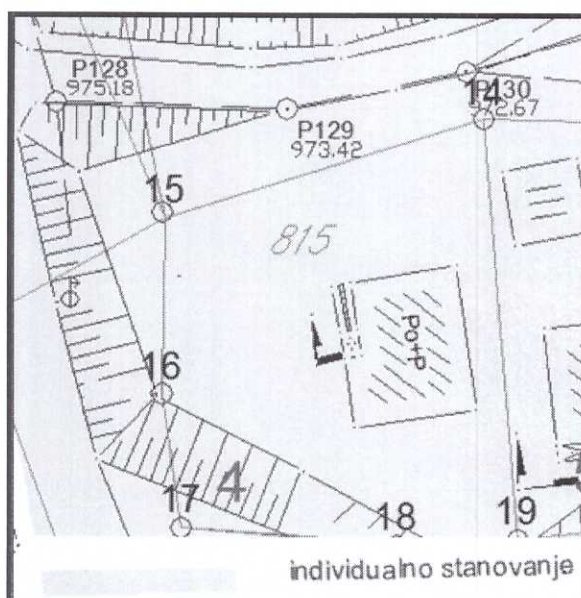 P128
975.18
P129
973.42
14
P130
972.67
15
815
Po+P
16
4
17
18
19
individualno stanovanje